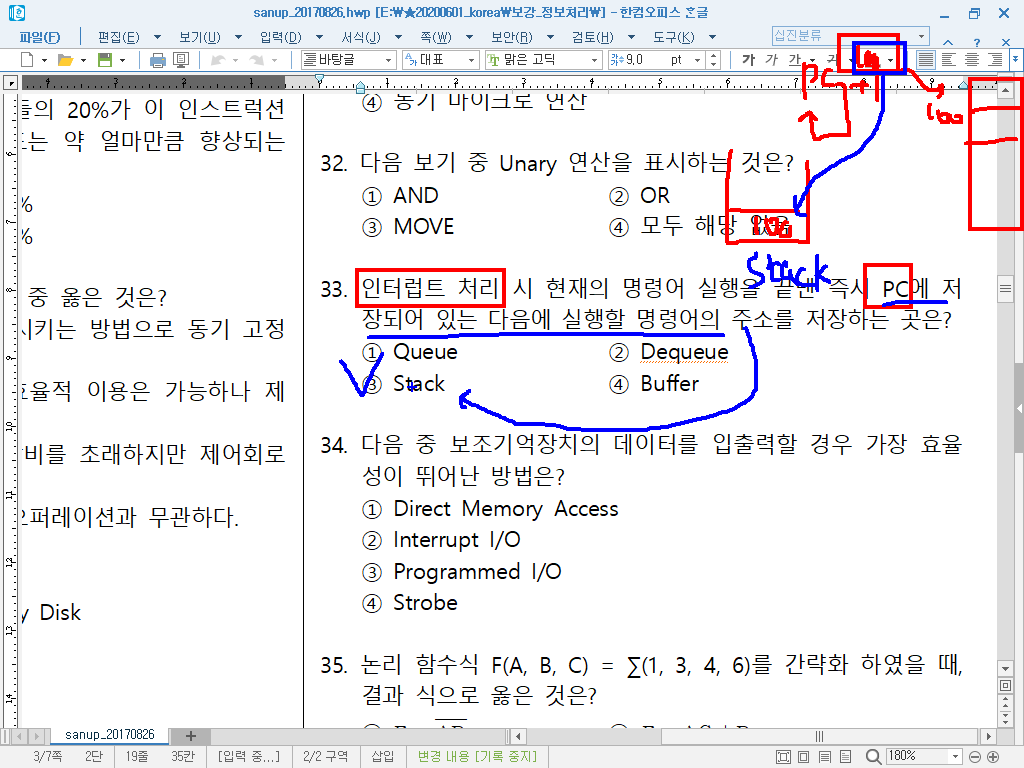 sanup_20170826.hwp [E:\★20200601_korea\보강_정보처리\] - 한컴오피스 한글
파일(F) 편집(E) 보기(U) 입력(D) 서식(J) 쪽(W) 보안(R) 검토(H) 도구(K)
십진분류
바탕글 대표 맑은 고딕 9,0 pt 가 가 가
PC +1
100
들의 20%가 이 인스트럭션
는 약 얼마만큼 향상되는
%
%
중 옳은 것은?
시키는 방법으로 동기 고정
효율적 이용은 가능하나 제
비를 초래하지만 제어회로
오퍼레이션과 무관하다.
y Disk
④ 동기 마이크로 연산
32. 다음 보기 중 Unary 연산을 표시하는 것은?
① AND ② OR
③ MOVE ④ 모두 해당 없음
100
Stack
33. 인터럽트 처리 시 현재의 명령어 실행을 끝낸 즉시 PC에 저
장되어 있는 다음에 실행할 명령어의 주소를 저장하는 곳은?
① Queue ② Dequeue
③ Stack ④ Buffer
34. 다음 중 보조기억장치의 데이터를 입출력할 경우 가장 효율
성이 뛰어난 방법은?
① Direct Memory Access
② Interrupt I/O
③ Programmed I/O
④ Strobe
35. 논리 함수식 F(A, B, C) = ∑(1, 3, 4, 6)를 간략화 하였을 때,
결과 식으로 옳은 것은?
sanup_20170826
3/7쪽 2단 19줄 35칸 [입력 중...] 2/2 구역 삽입 변경 내용 [기록 중지] 180%